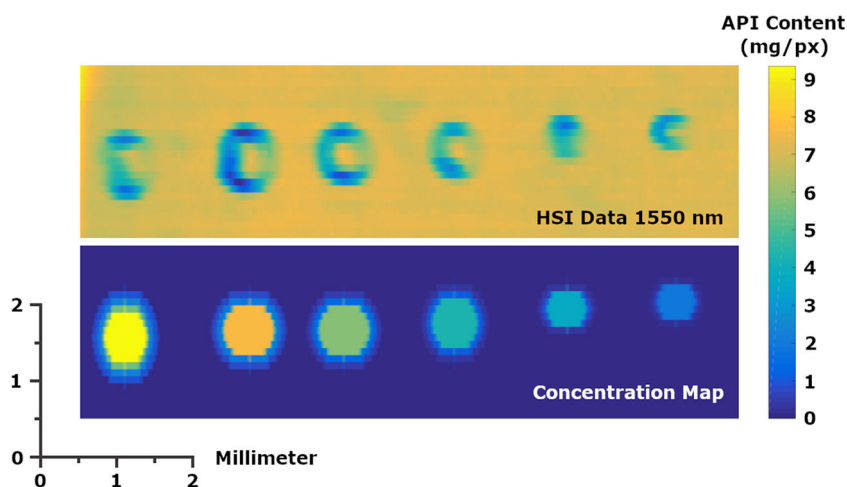 API Content
(mg/px)
HSI Data 1550 nm
9
8
7
6
5
4
3
2
1
0
Concentration Map
2
1
0
0 1 2
Millimeter